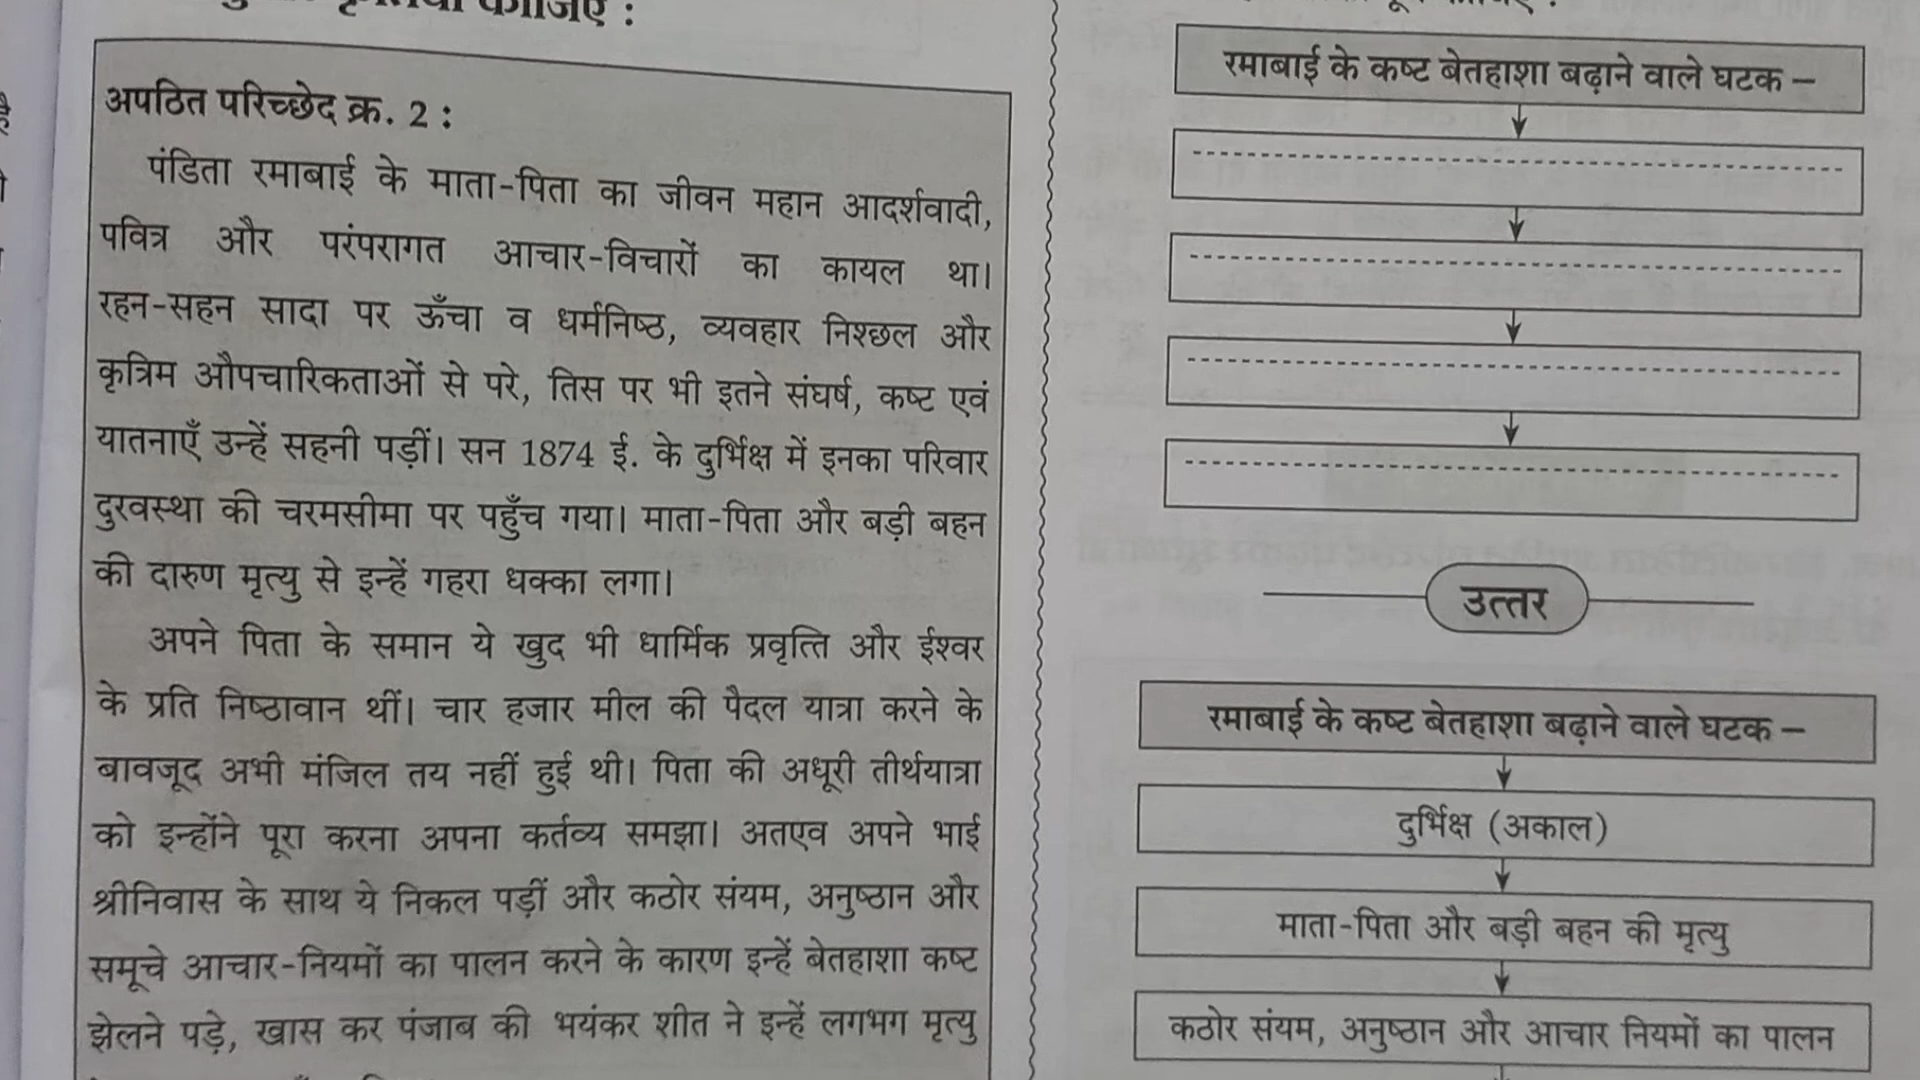 कीजिए :
अपठित परिच्छेद क्र. 2 :
पंडिता रमाबाई के माता-पिता का जीवन महान आदर्शवादी,
पवित्र और परंपरागत आचार-विचारों का कायल था।
रहन-सहन सादा पर ऊँचा व धर्मनिष्ठ, व्यवहार निश्छल और
कृत्रिम औपचारिकताओं से परे, तिस पर भी इतने संघर्ष, कष्ट एवं
यातनाएँ उन्हें सहनी पड़ीं। सन 1874 ई. के दुर्भिक्ष में इनका परिवार
दुरवस्था की चरमसीमा पर पहुँच गया। माता-पिता और बड़ी बहन
की दारुण मृत्यु से इन्हें गहरा धक्का लगा।
अपने पिता के समान ये खुद भी धार्मिक प्रवृत्ति और ईश्वर
के प्रति निष्ठावान थीं। चार हजार मील की पैदल यात्रा करने के
बावजूद अभी मंजिल तय नहीं हुई थी। पिता की अधूरी तीर्थयात्रा
को इन्होंने पूरा करना अपना कर्तव्य समझा। अतएव अपने भाई
श्रीनिवास के साथ ये निकल पड़ीं और कठोर संयम, अनुष्ठान और
समूचे आचार-नियमों का पालन करने के कारण इन्हें बेतहाशा कष्ट
झेलने पड़े, खास कर पंजाब की भयंकर शीत ने इन्हें लगभग मृत्यु
रमाबाई के कष्ट बेतहाशा बढ़ाने वाले घटक –
उत्तर
रमाबाई के कष्ट बेतहाशा बढ़ाने वाले घटक –
दुर्भिक्ष (अकाल)
माता-पिता और बड़ी बहन की मृत्यु
कठोर संयम, अनुष्ठान और आचार नियमों का पालन